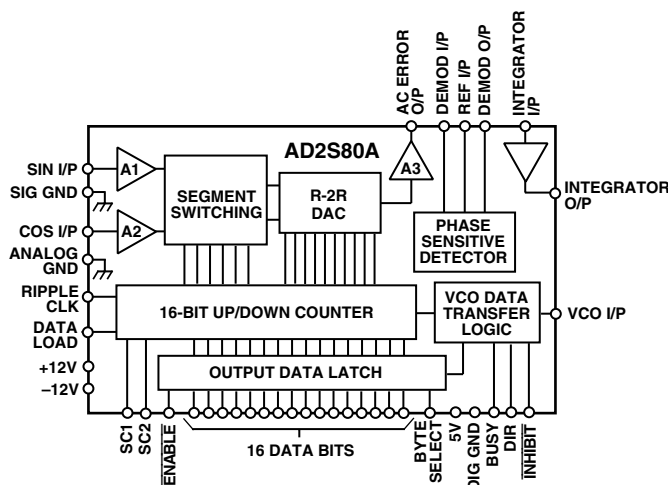 AC ERROR
O/P
DEMOD I/P
REF I/P
DEMOD O/P
INTEGRATOR
I/P
AD2S80A
SIN I/P
A1
SIG GND
SEGMENT
SWITCHING
R-2R
DAC
A3
INTEGRATOR
O/P
COS I/P
A2
PHASE
SENSITIVE
DETECTOR
ANALOG
GND
RIPPLE
CLK
16-BIT UP/DOWN COUNTER
VCO DATA
TRANSFER
LOGIC
VCO I/P
DATA
LOAD
+12V
–12V
OUTPUT DATA LATCH
SC1
SC2
ENABLE
16 DATA BITS
BYTE
SELECT
5V
DIG GND
BUSY
DIR
INHIBIT